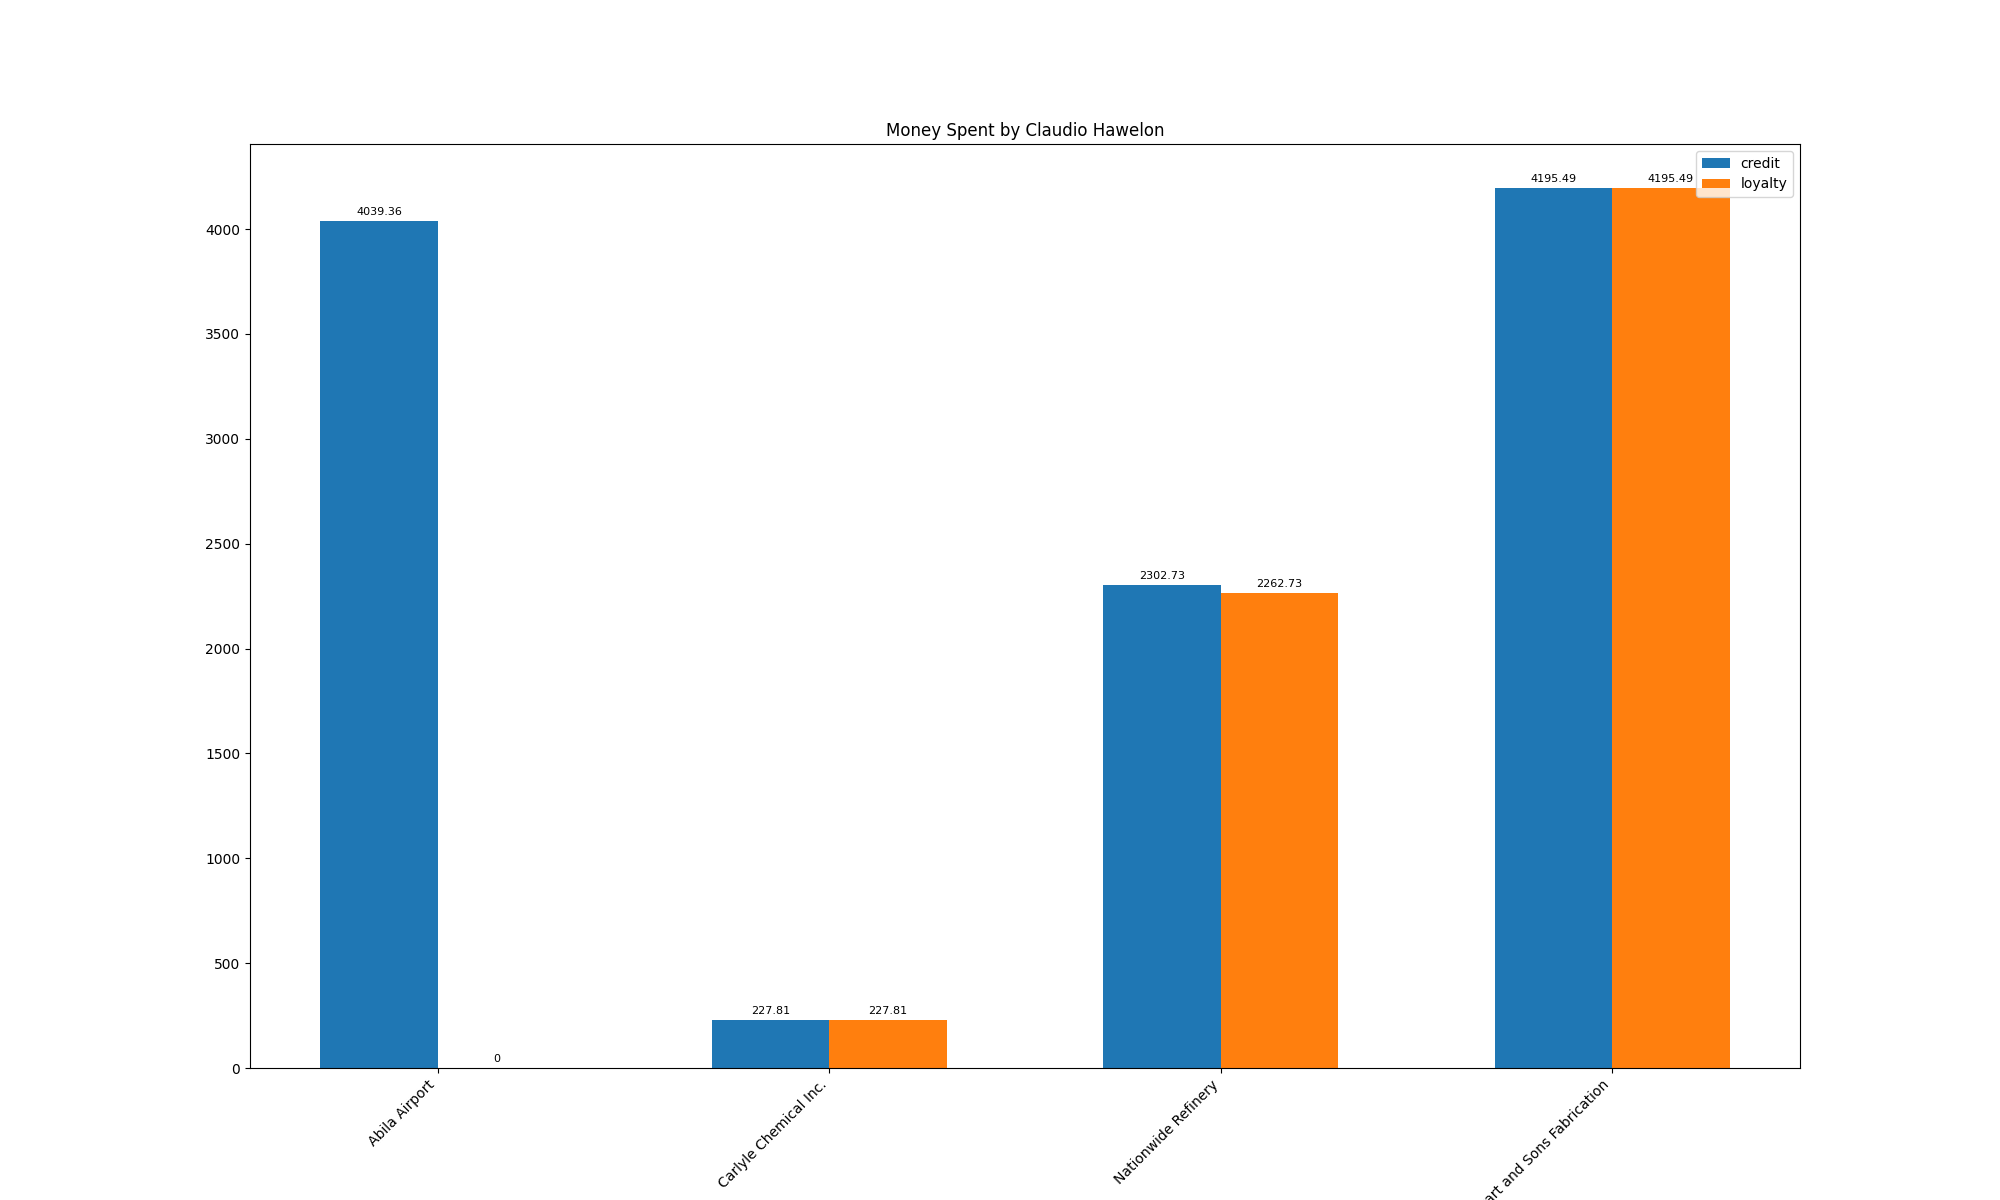 Money Spent by Claudio Hawelon
credit
loyalty
4195.49
4195.49
4039.36
4000
3500
3000
2500
2302.73
2262.73
2000
1500
1000
500
227.81
227.81
0
0
Abila Airport
Carlyle Chemical Inc.
Nationwide Refinery
art and Sons Fabrication